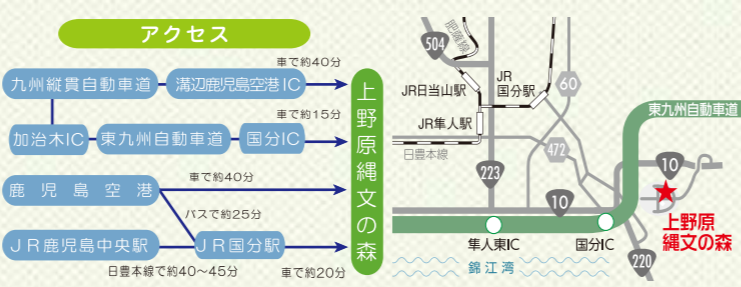 アクセス
九州縦貫自動車道
溝辺鹿児島空港IC
車で約40分
加治木IC
東九州自動車道
国分IC
車で約15分
鹿児島空港
車で約40分
バスで約25分
JR鹿児島中央駅
JR国分駅
日豊本線で約40〜45分
車で約20分
上野原縄文の森
504
肥薩線
JR日当山駅
JR
国分駅
60
JR隼人駅
日豊本線
472
223
10
東九州自動車道
10
上野原
縄文の森
隼人東IC
国分IC
220
錦江湾